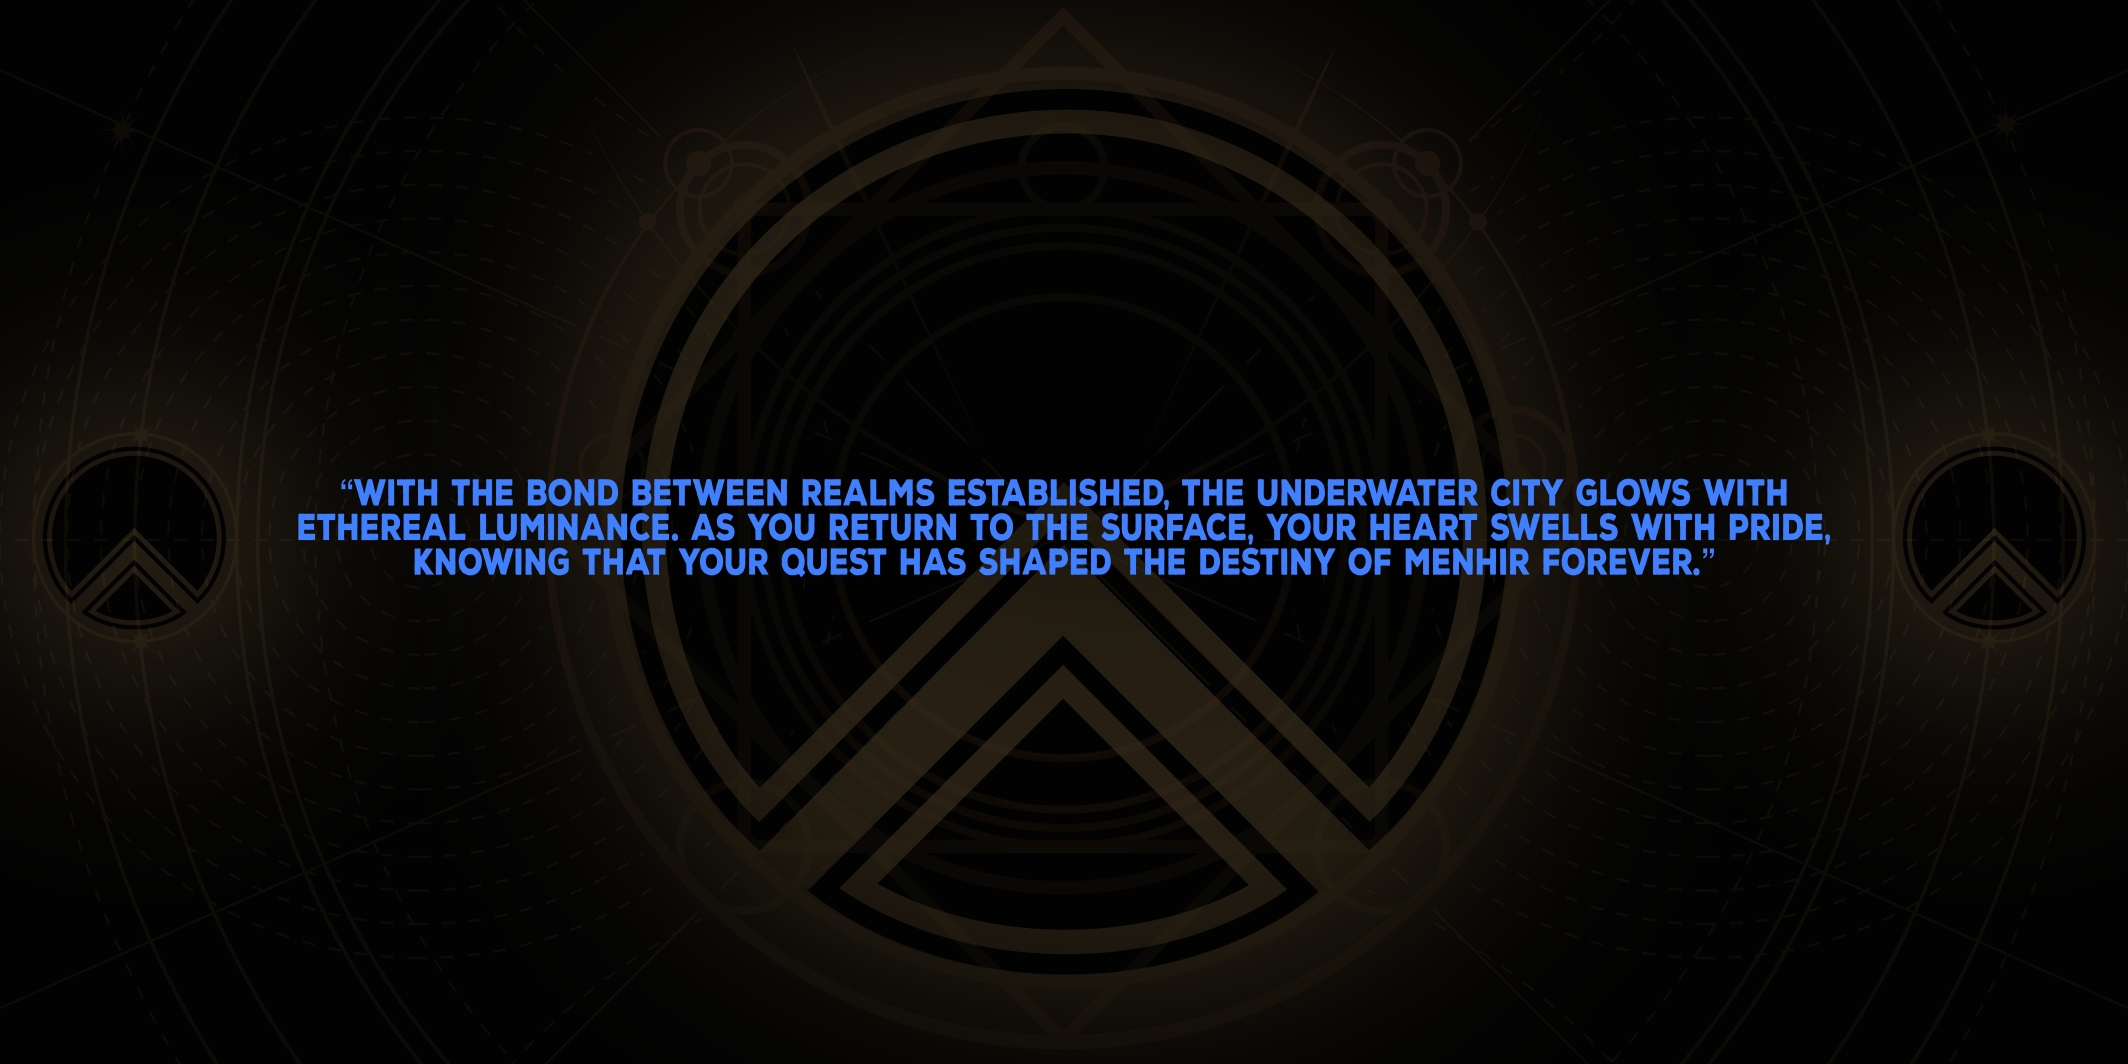 “WITH THE BOND BETWEEN REALMS ESTABLISHED, THE UNDERWATER CITY GLOWS WITH
ETHEREAL LUMINANCE. AS YOU RETURN TO THE SURFACE, YOUR HEART SWELLS WITH PRIDE,
KNOWING THAT YOUR QUEST HAS SHAPED THE DESTINY OF MENHIR FOREVER.”